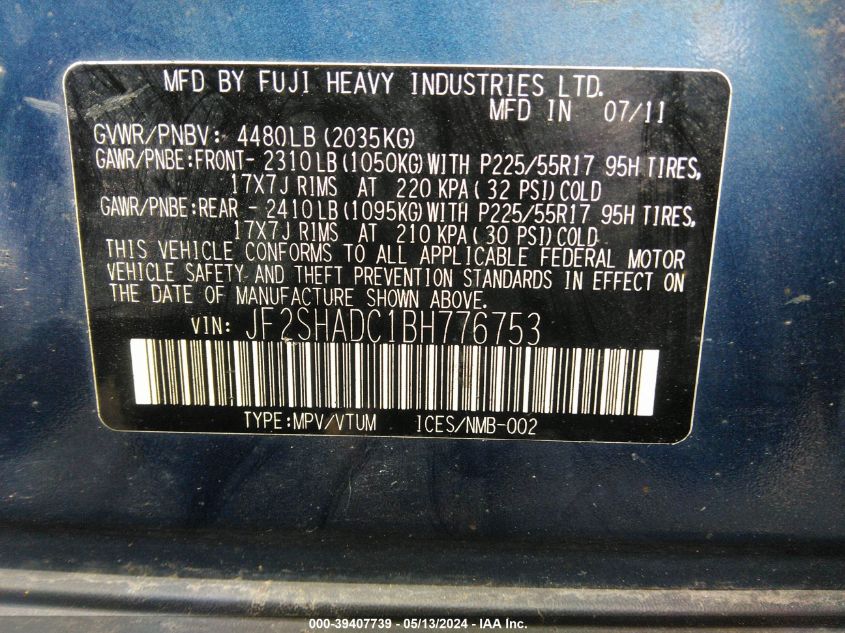 MFD BY FUJI HEAVY INDUSTRIES LTD.
MFD IN 07/11
GVWR/PNBV: 4480LB (2035KG)
GAWR/PNBE:FRONT- 2310LB (1050KG) WITH P225/55R17 95H TIRES,
17X7J RIMS AT 220 KPA ( 32 PSI) COLD
GAWR/PNBE:REAR - 2410LB (1095KG) WITH P225/55R17 95H TIRES,
17X7J RIMS AT 210 KPA (30 PSI) COLD
THIS VEHICLE CONFORMS TO ALL APPLICABLE FEDERAL MOTOR
VEHICLE SAFETY AND THEFT PREVENTION STANDARDS IN EFFECT ON
THE DATE OF MANUFACTURE SHOWN ABOVE.
VIN: JF2SHADC1BH776753
TYPE:MPV/VTUM ICES/NMB-002
000-39407739 - 05/13/2024 - IAA Inc.